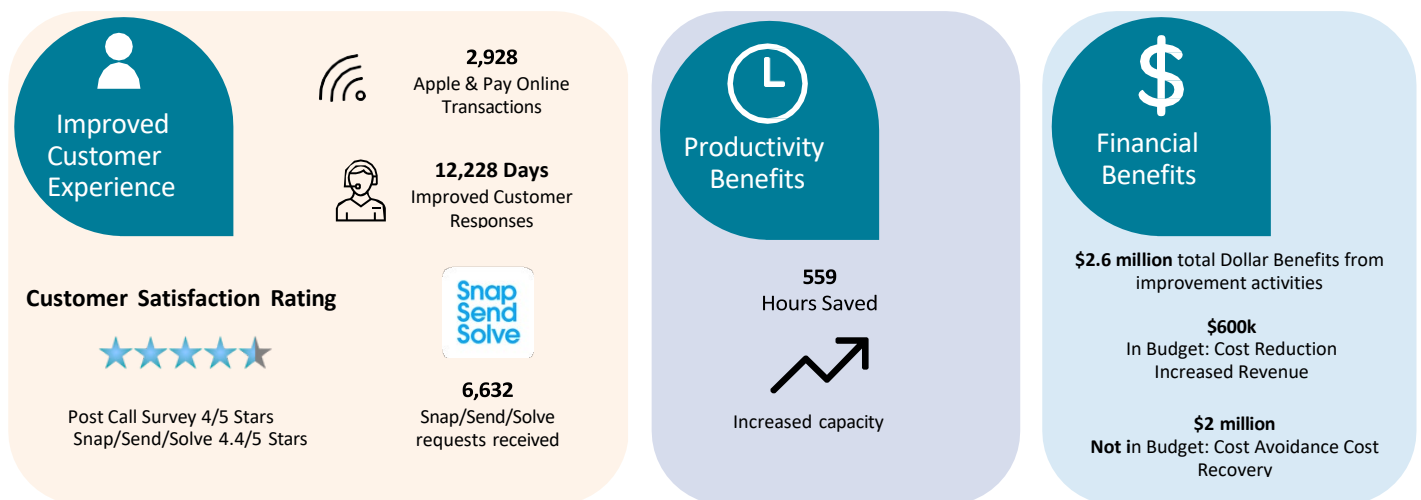 Improved
Customer
Experience
2,928
Apple & Pay Online
Transactions
12,228 Days
Improved Customer
Responses
Customer Satisfaction Rating
Post Call Survey 4/5 Stars
Snap/Send/Solve 4.4/5 Stars
Snap
Send
Solve
6,632
Snap/Send/Solve
requests received
Productivity
Benefits
559
Hours Saved
Increased capacity
$
Financial
Benefits
$2.6 million total Dollar Benefits from
improvement activities
$600k
In Budget: Cost Reduction
Increased Revenue
$2 million
Not in Budget: Cost Avoidance Cost
Recovery